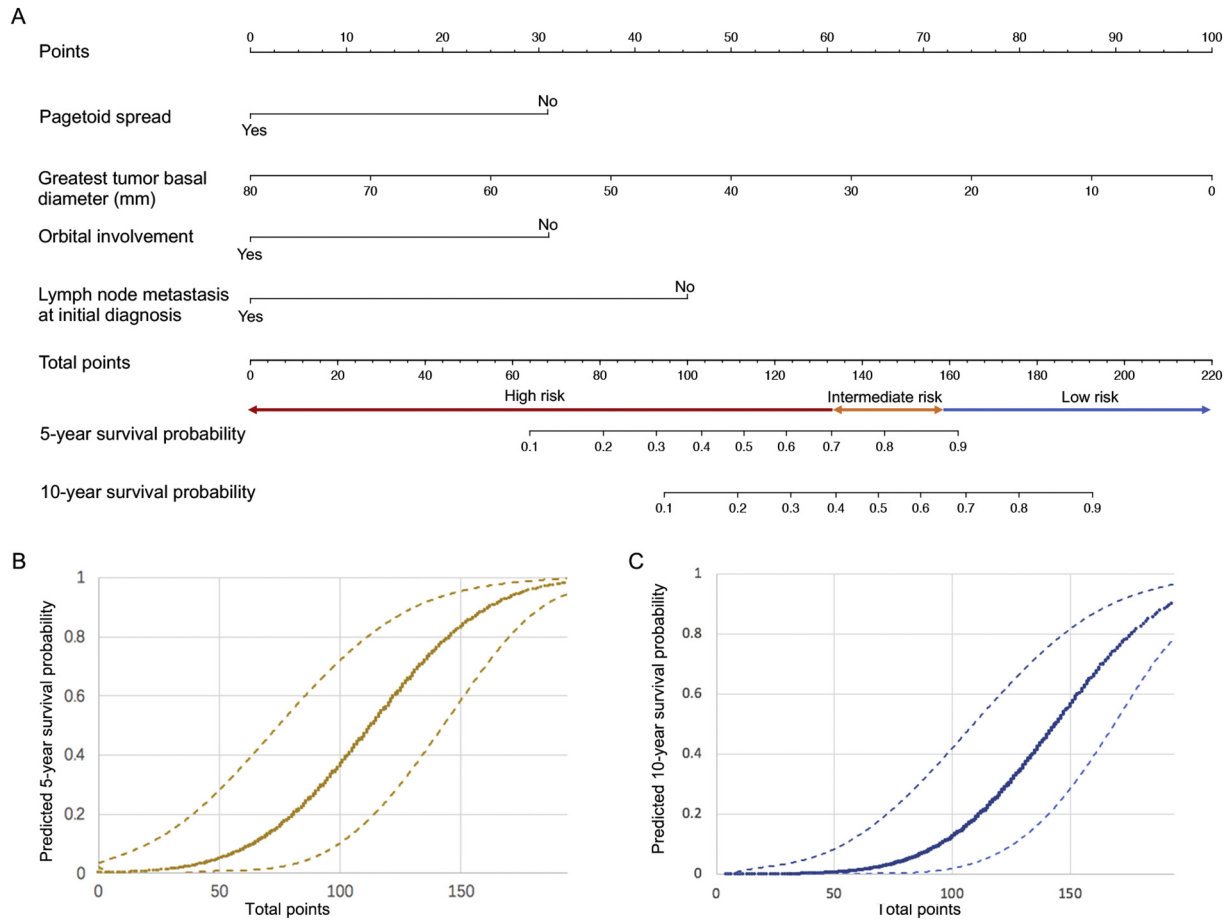 A
0 10 20 30 40 50 60 70 80 90 100
Points
No
Pagetoid spread
Yes
Greatest tumor basal
diameter (mm)
80 70 60 50 40 30 20 10 0
No
Orbital involvement
Yes
No
Lymph node metastasis
at initial diagnosis
Yes
Total points
0 20 40 60 80 100 120 140 160 180 200 220
High risk Intermediate risk Low risk
5-year survival probability
0.1 0.2 0.3 0.4 0.5 0.6 0.7 0.8 0.9
10-year survival probability
0.1 0.2 0.3 0.4 0.5 0.6 0.7 0.8 0.9
B
Predicted 5-year survival probability
1
0.8
0.6
0.4
0.2
0
0 50 100 150
Total points
C
Predicted 10-year survival probability
1
0.8
0.6
0.4
0.2
0
0 50 100 150
Total points